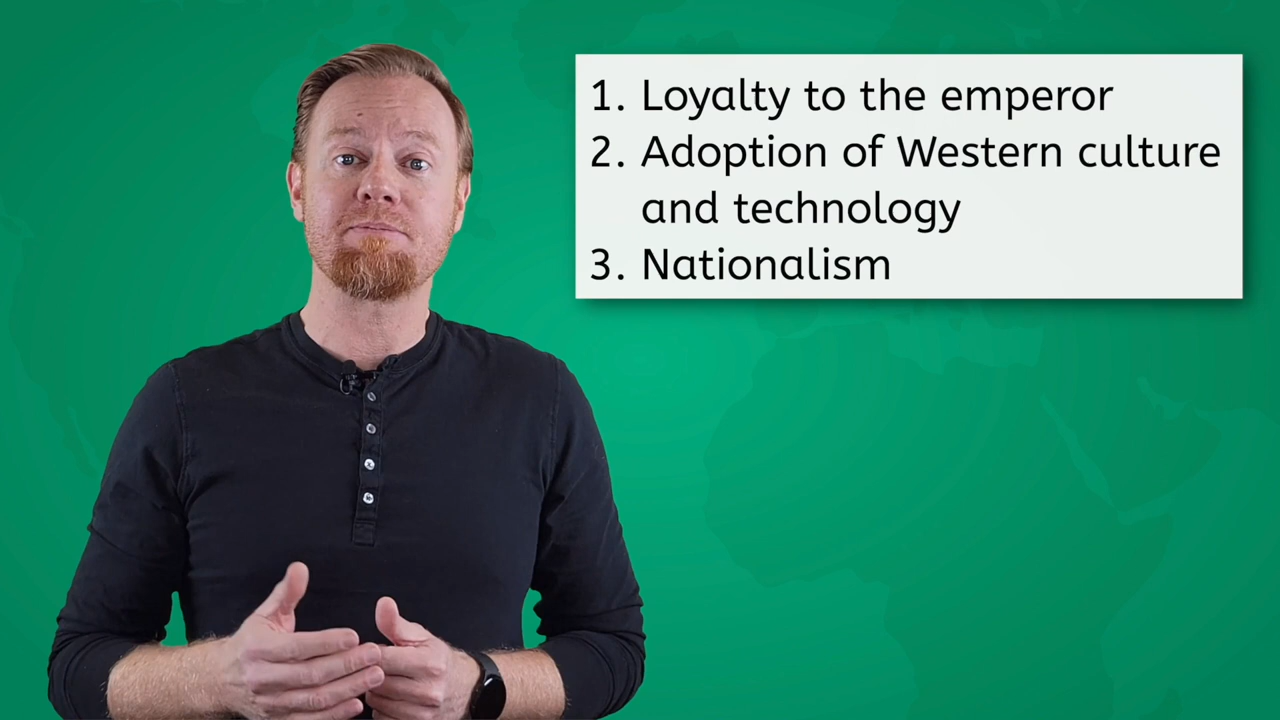 1. Loyalty to the emperor
2. Adoption of Western culture
and technology
3. Nationalism